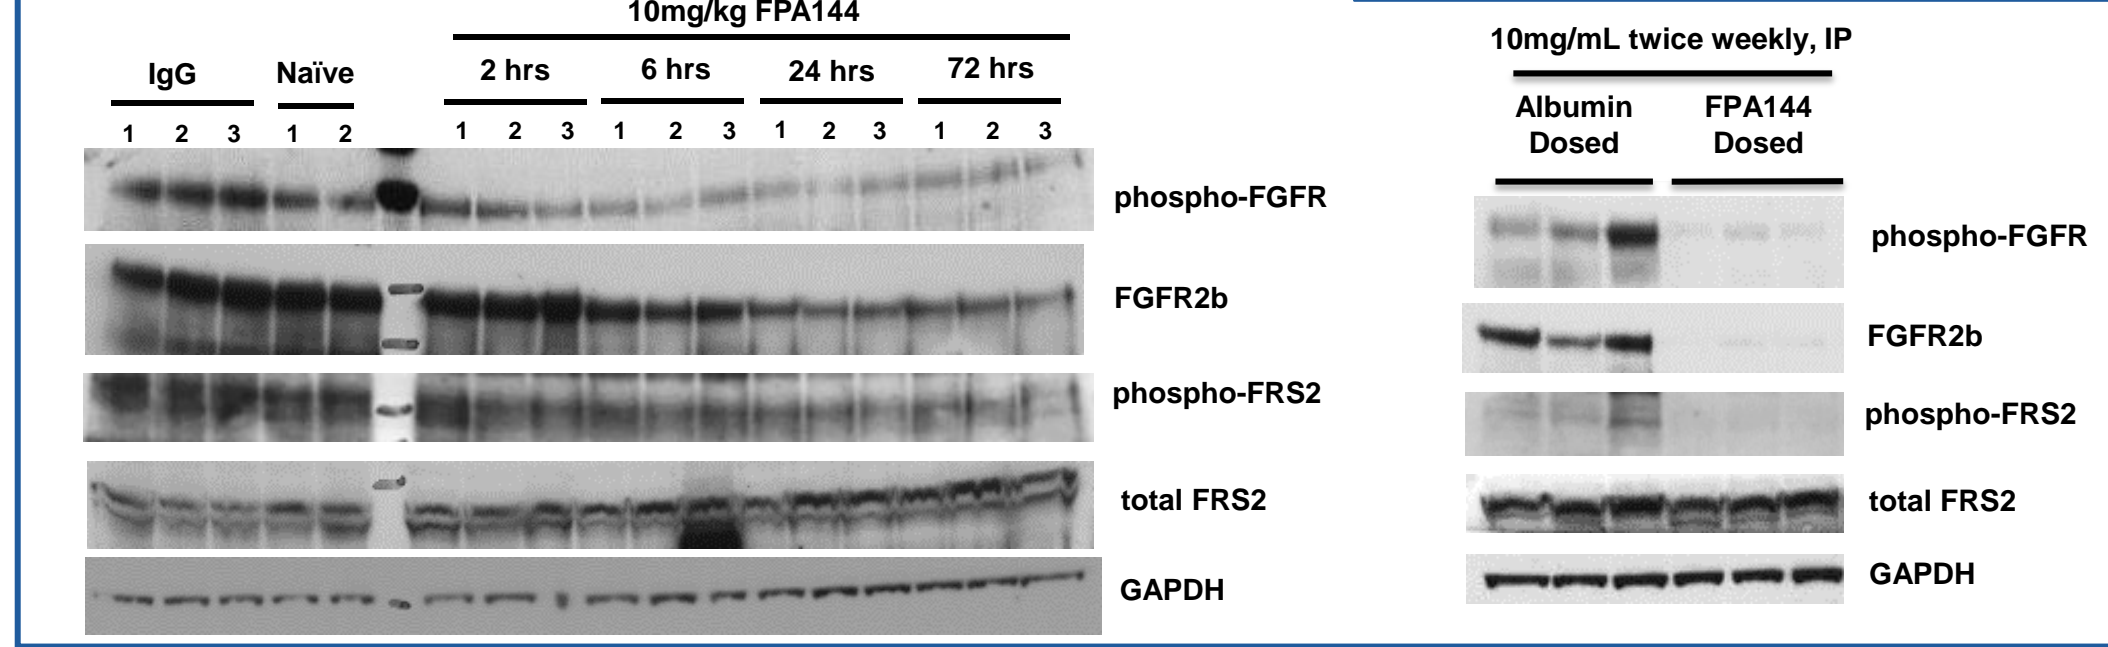 10mg/kg FPA144
IgG Naïve 2 hrs 6 hrs 24 hrs 72 hrs
1 2 3 1 2 1 2 3 1 2 3 1 2 3 1 2 3
phospho-FGFR
FGFR2b
phospho-FRS2
total FRS2
GAPDH
10mg/mL twice weekly, IP
Albumin FPA144
Dosed Dosed
phospho-FGFR
FGFR2b
phospho-FRS2
total FRS2
GAPDH